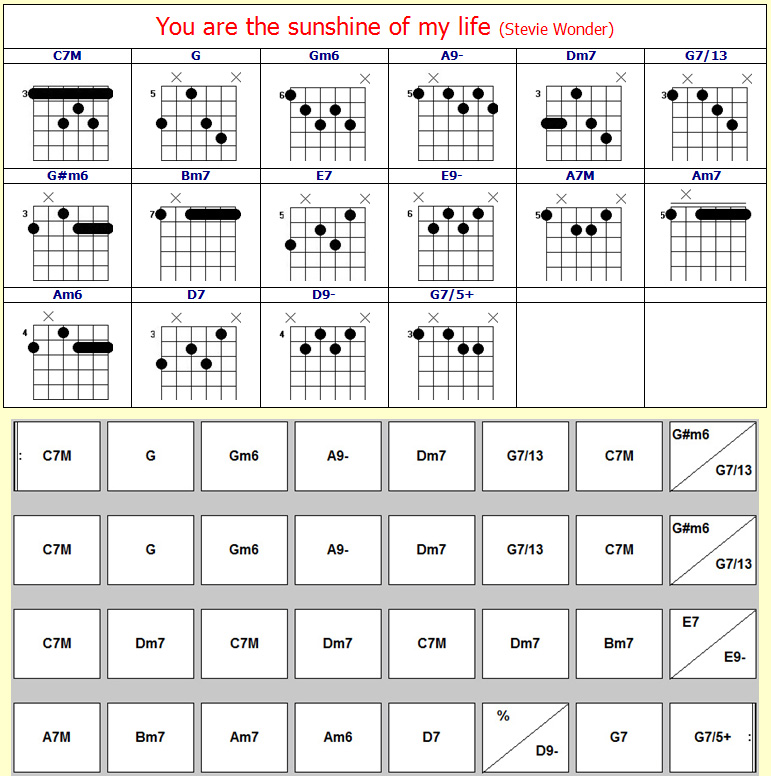 You are the sunshine of my life (Stevie Wonder)
C7M G Gm6 A9- Dm7 G7/13
3 × 5 × × 6 × 5 × 3 × 3 × ×
G#m6 Bm7 E7 E9- A7M Am7
3 × 7 × 5 × × 6 × × 5 × × 5 ×
Am6 D7 D9- G7/5+
4 × 3 × × 4 × × 3 × ×
: C7M G Gm6 A9- Dm7 G7/13 C7M G#m6 G7/13
C7M G Gm6 A9- Dm7 G7/13 C7M G#m6 G7/13
C7M Dm7 C7M Dm7 C7M Dm7 Bm7 E7 E9-
A7M Bm7 Am7 Am6 D7 % D9- G7 G7/5+ :